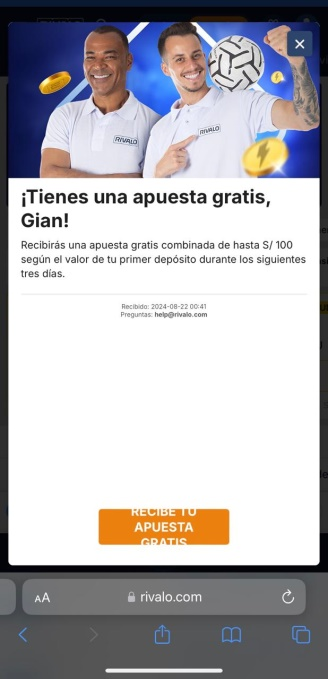 RIVALO
RIVALO
¡Tienes una apuesta gratis,
Gian!
Recibirás una apuesta gratis combinada de hasta S/ 100
según el valor de tu primer depósito durante los siguientes
tres días.
Recibido: 2024-08-22 00:41
Preguntas: help@rivalo.com
RECIBE TU
APUESTA
GRATIS
AA
rivalo.com